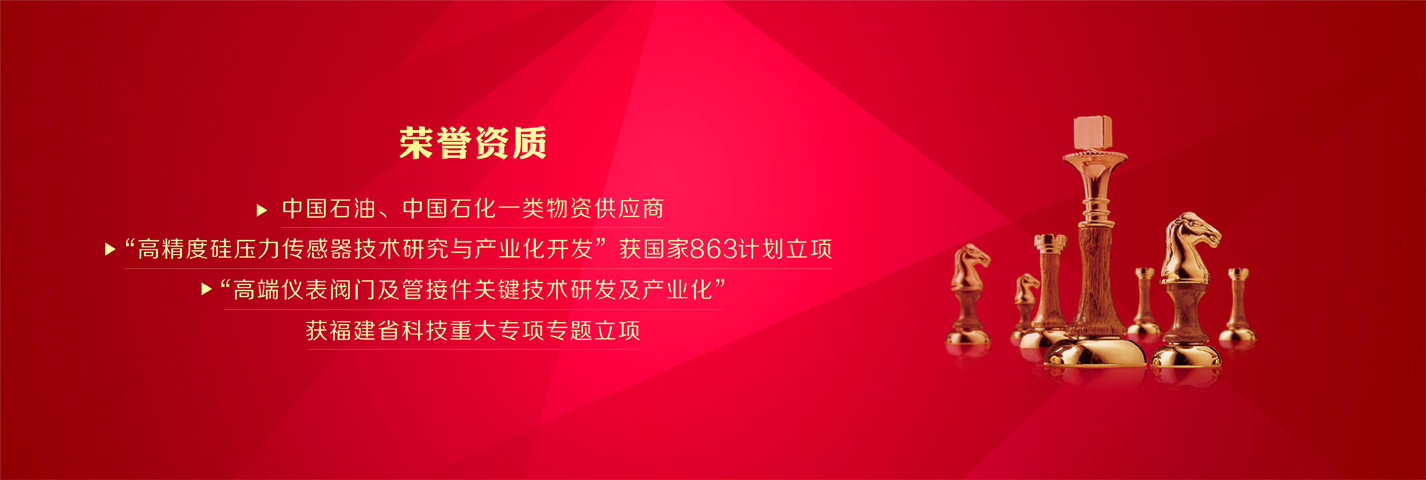 荣誉资质
▶ 中国石油、中国石化一类物资供应商
▶ “高精度硅压力传感器技术研究与产业化开发” 获国家863计划立项
▶ “高端仪表阀门及管接件关键技术研发及产业化”
获福建省科技重大专项专题立项